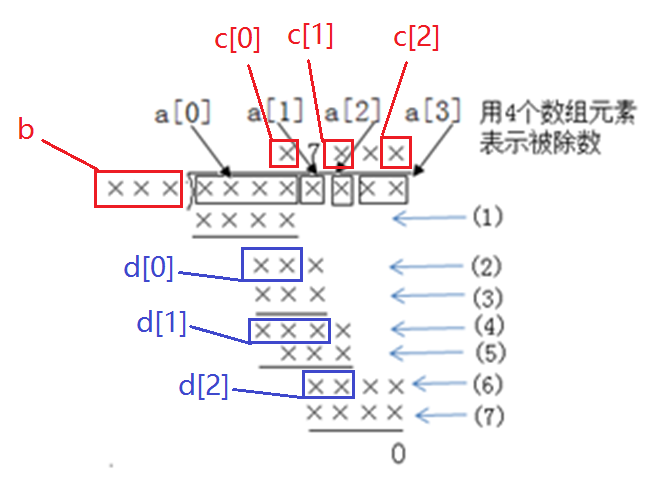 c[0] c[1] c[2]
a[0] a[1] a[2] a[3] 用4个数组元素
表示被除数
b
× 7 × × ×
× × × × × × × × × × ×
× × × × (1)
d[0] × × × (2)
× × × (3)
d[1] × × × × (4)
× × × (5)
d[2] × × × × (6)
× × × × (7)
0